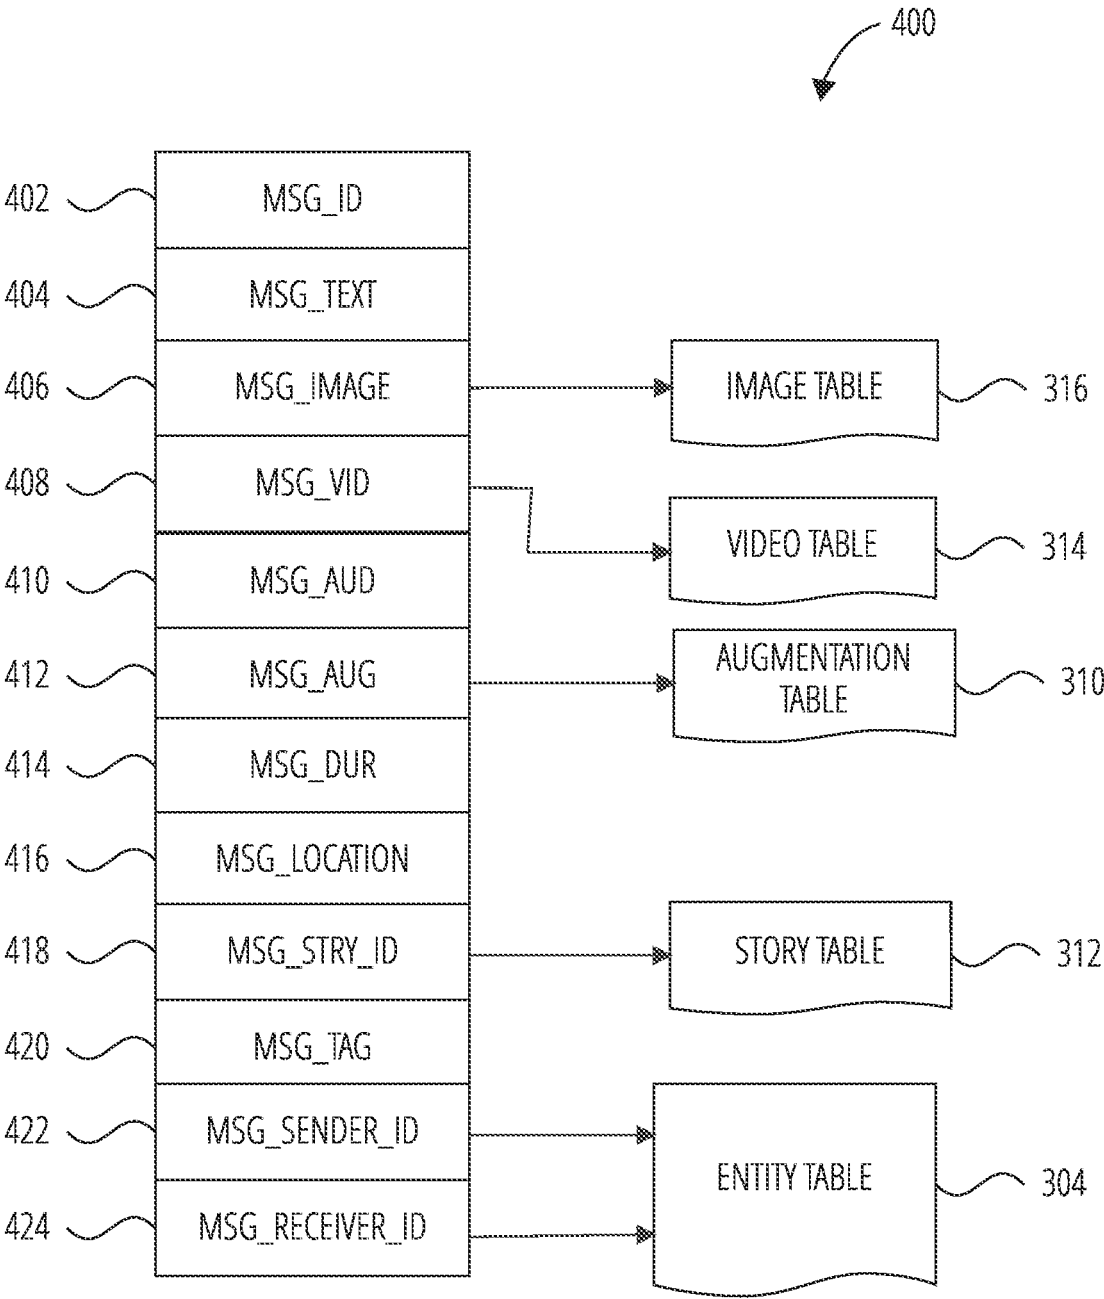 400
402 MSG_ID
404 MSG_TEXT
406 MSG_IMAGE IMAGE TABLE 316
408 MSG_VID
VIDEO TABLE 314
410 MSG_AUD
412 MSG_AUG AUGMENTATION
TABLE 310
414 MSG_DUR
416 MSG_LOCATION
418 MSG_STRY_ID STORY TABLE 312
420 MSG_TAG
422 MSG_SENDER_ID
ENTITY TABLE 304
424 MSG_RECEIVER_ID